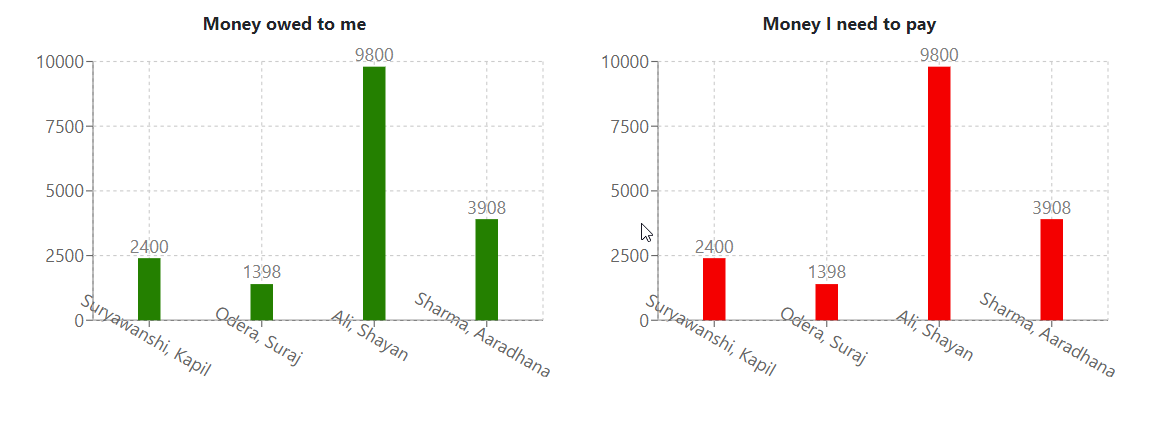 Money owed to me
10000
7500
5000
2500
0
2400
1398
9800
3908
Suryawanshi, Kapil
Odera, Suraj
Ali, Shayan
Sharma, Aaradhana
Money I need to pay
10000
7500
5000
2500
0
2400
1398
9800
3908
Suryawanshi, Kapil
Odera, Suraj
Ali, Shayan
Sharma, Aaradhana